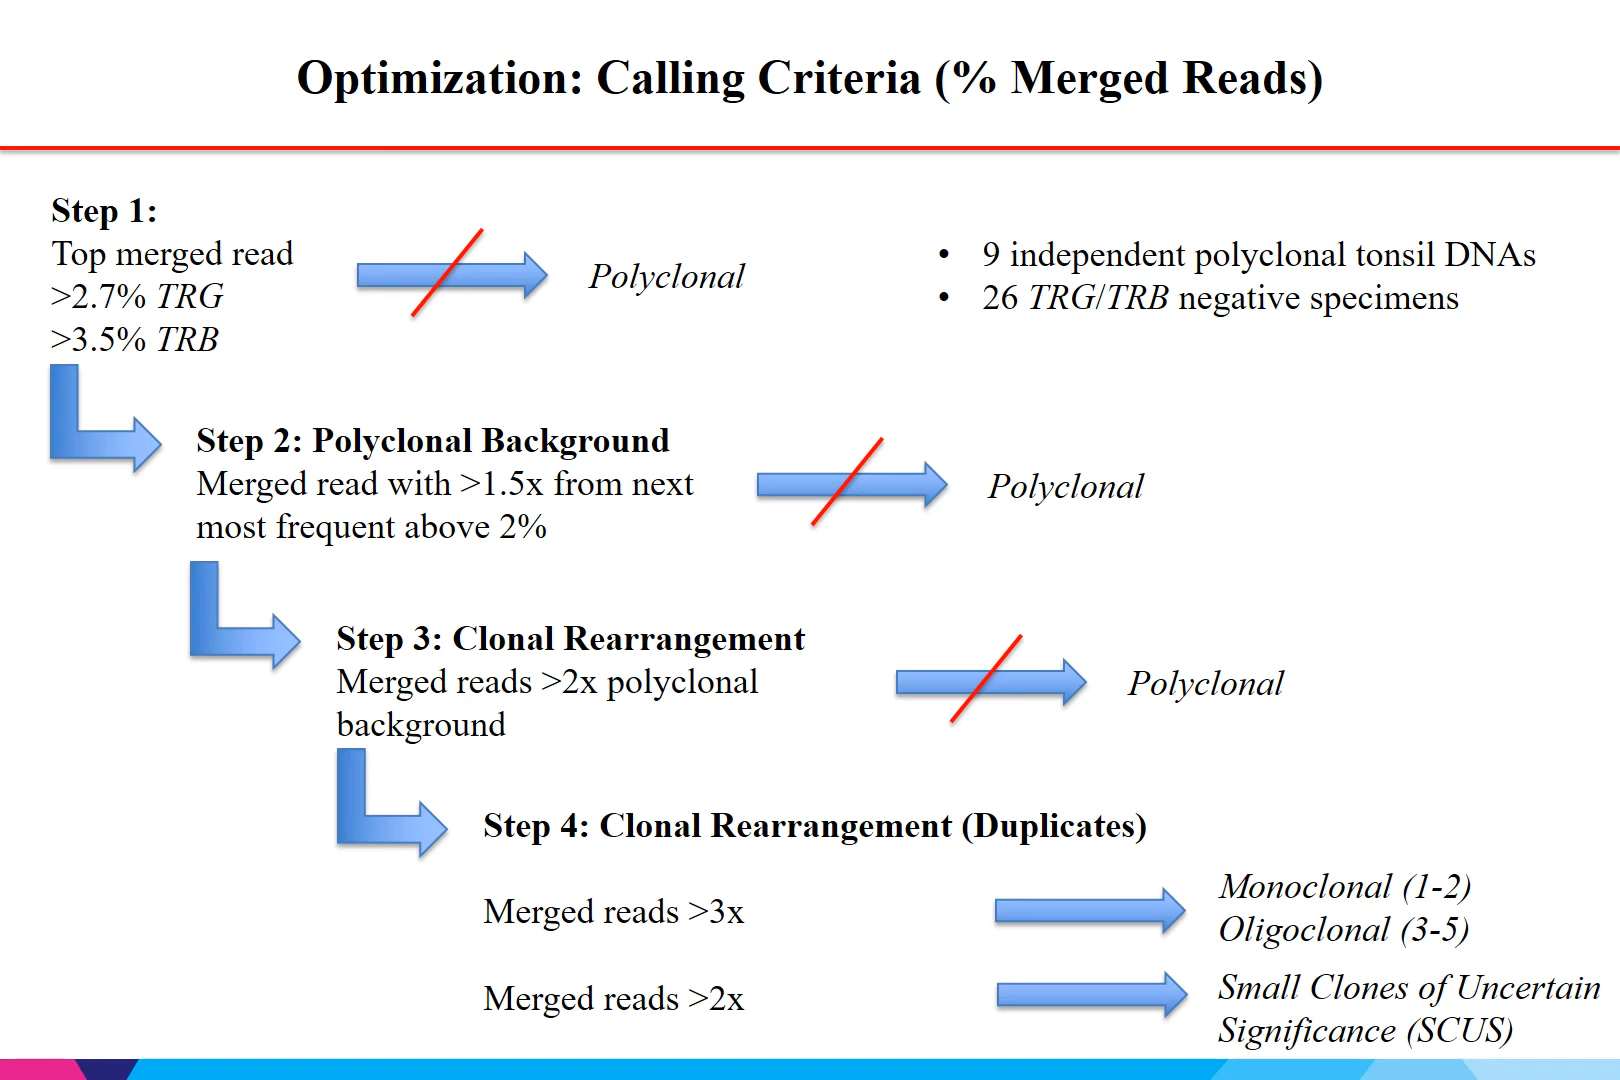 Optimization: Calling Criteria (% Merged Reads)
Step 1:
Top merged read
>2.7% TRG
>3.5% TRB
Polyclonal
• 9 independent polyclonal tonsil DNAs
• 26 TRG/TRB negative specimens
Step 2: Polyclonal Background
Merged read with >1.5x from next
most frequent above 2%
Polyclonal
Step 3: Clonal Rearrangement
Merged reads >2x polyclonal
background
Polyclonal
Step 4: Clonal Rearrangement (Duplicates)
Merged reads >3x
Monoclonal (1-2)
Oligoclonal (3-5)
Merged reads >2x
Small Clones of Uncertain
Significance (SCUS)